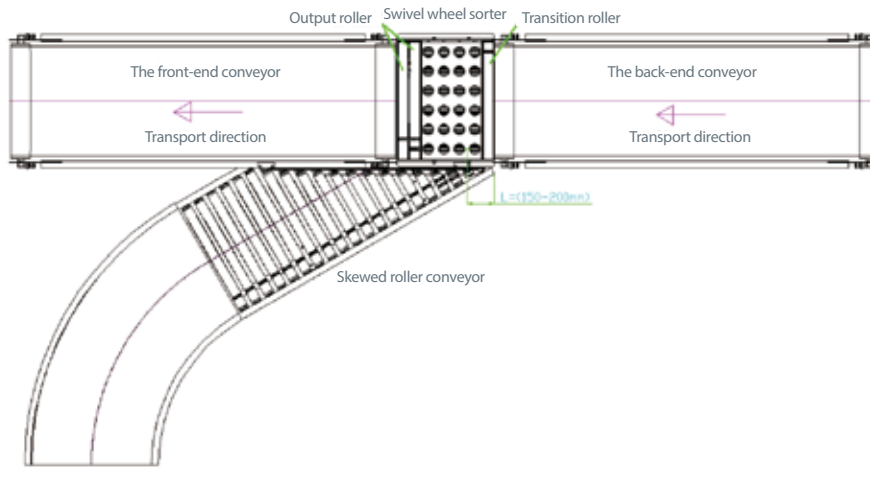 Output roller
Swivel wheel sorter
Transition roller
The front-end conveyor
The back-end conveyor
Transport direction
Transport direction
L=(150-200mm)
Skewed roller conveyor